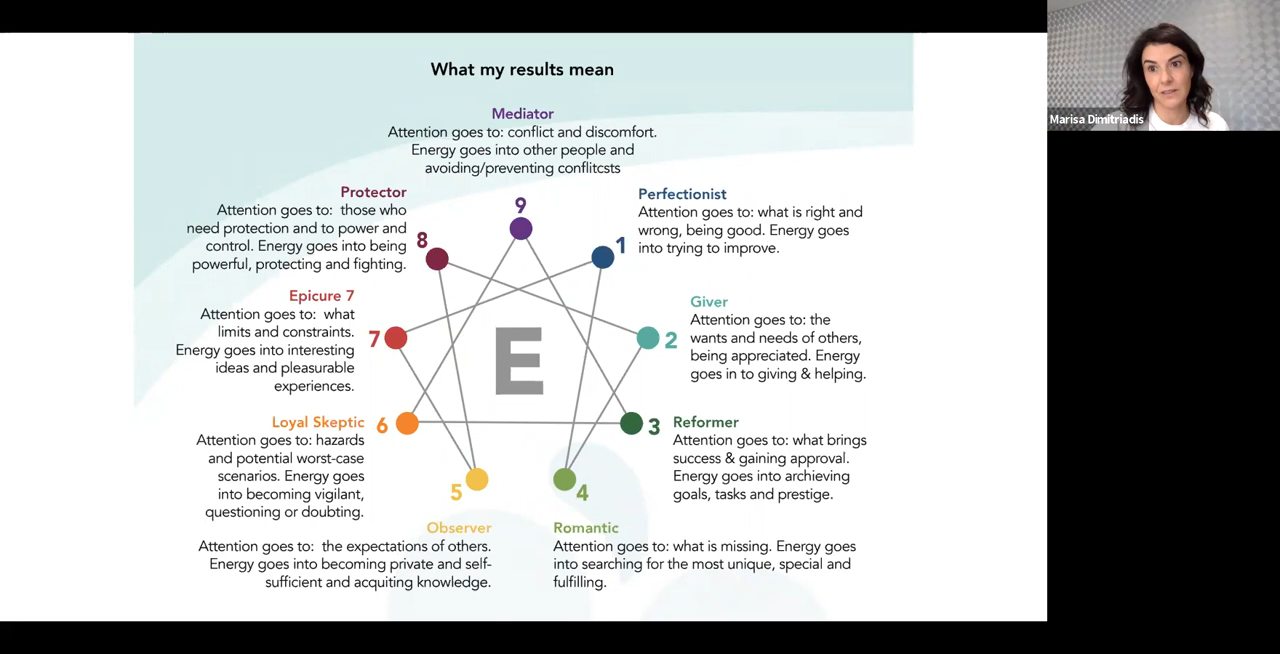 What my results mean
Mediator
Attention goes to: conflict and discomfort.
Energy goes into other people and
avoiding/preventing conflitcsts
9
Protector
Attention goes to: those who
need protection and to power and
control. Energy goes into being
powerful, protecting and fighting.
8
Perfectionist
Attention goes to: what is right and
wrong, being good. Energy goes
into trying to improve.
1
Epicure 7
Attention goes to: what
limits and constraints.
Energy goes into interesting
ideas and pleasurable
experiences.
7
E
Giver
Attention goes to: the
wants and needs of others,
being appreciated. Energy
goes in to giving & helping.
2
Loyal Skeptic
Attention goes to: hazards
and potential worst-case
scenarios. Energy goes
into becoming vigilant,
questioning or doubting.
6
Reformer
Attention goes to: what brings
success & gaining approval.
Energy goes into archieving
goals, tasks and prestige.
3
5
Observer
Attention goes to: the expectations of others.
Energy goes into becoming private and self-
sufficient and acquiting knowledge.
4
Romantic
Attention goes to: what is missing. Energy goes
into searching for the most unique, special and
fulfilling.
Marisa Dimitriadis